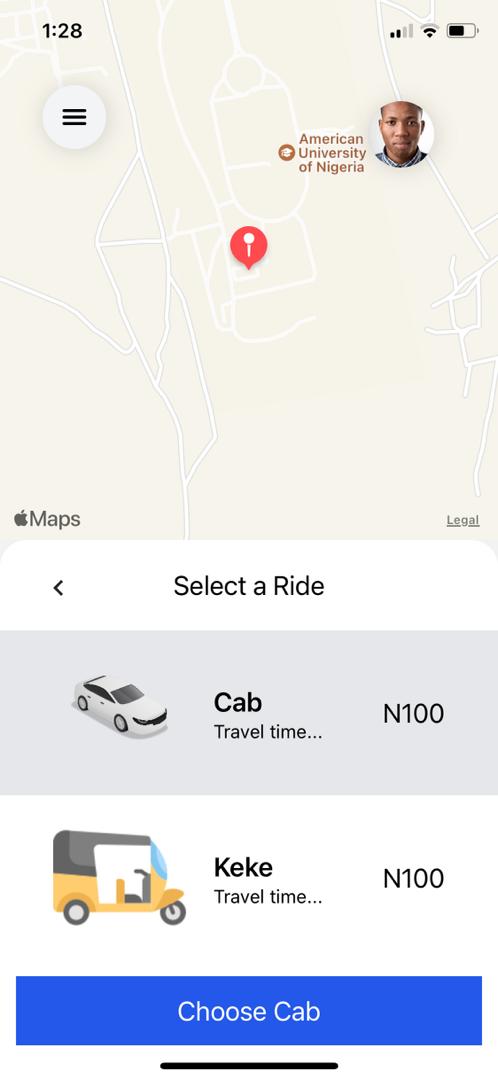 1:28
American
University
of Nigeria
Maps
Legal
Select a Ride
Cab
Travel time...
N100
Keke
Travel time...
N100
Choose Cab